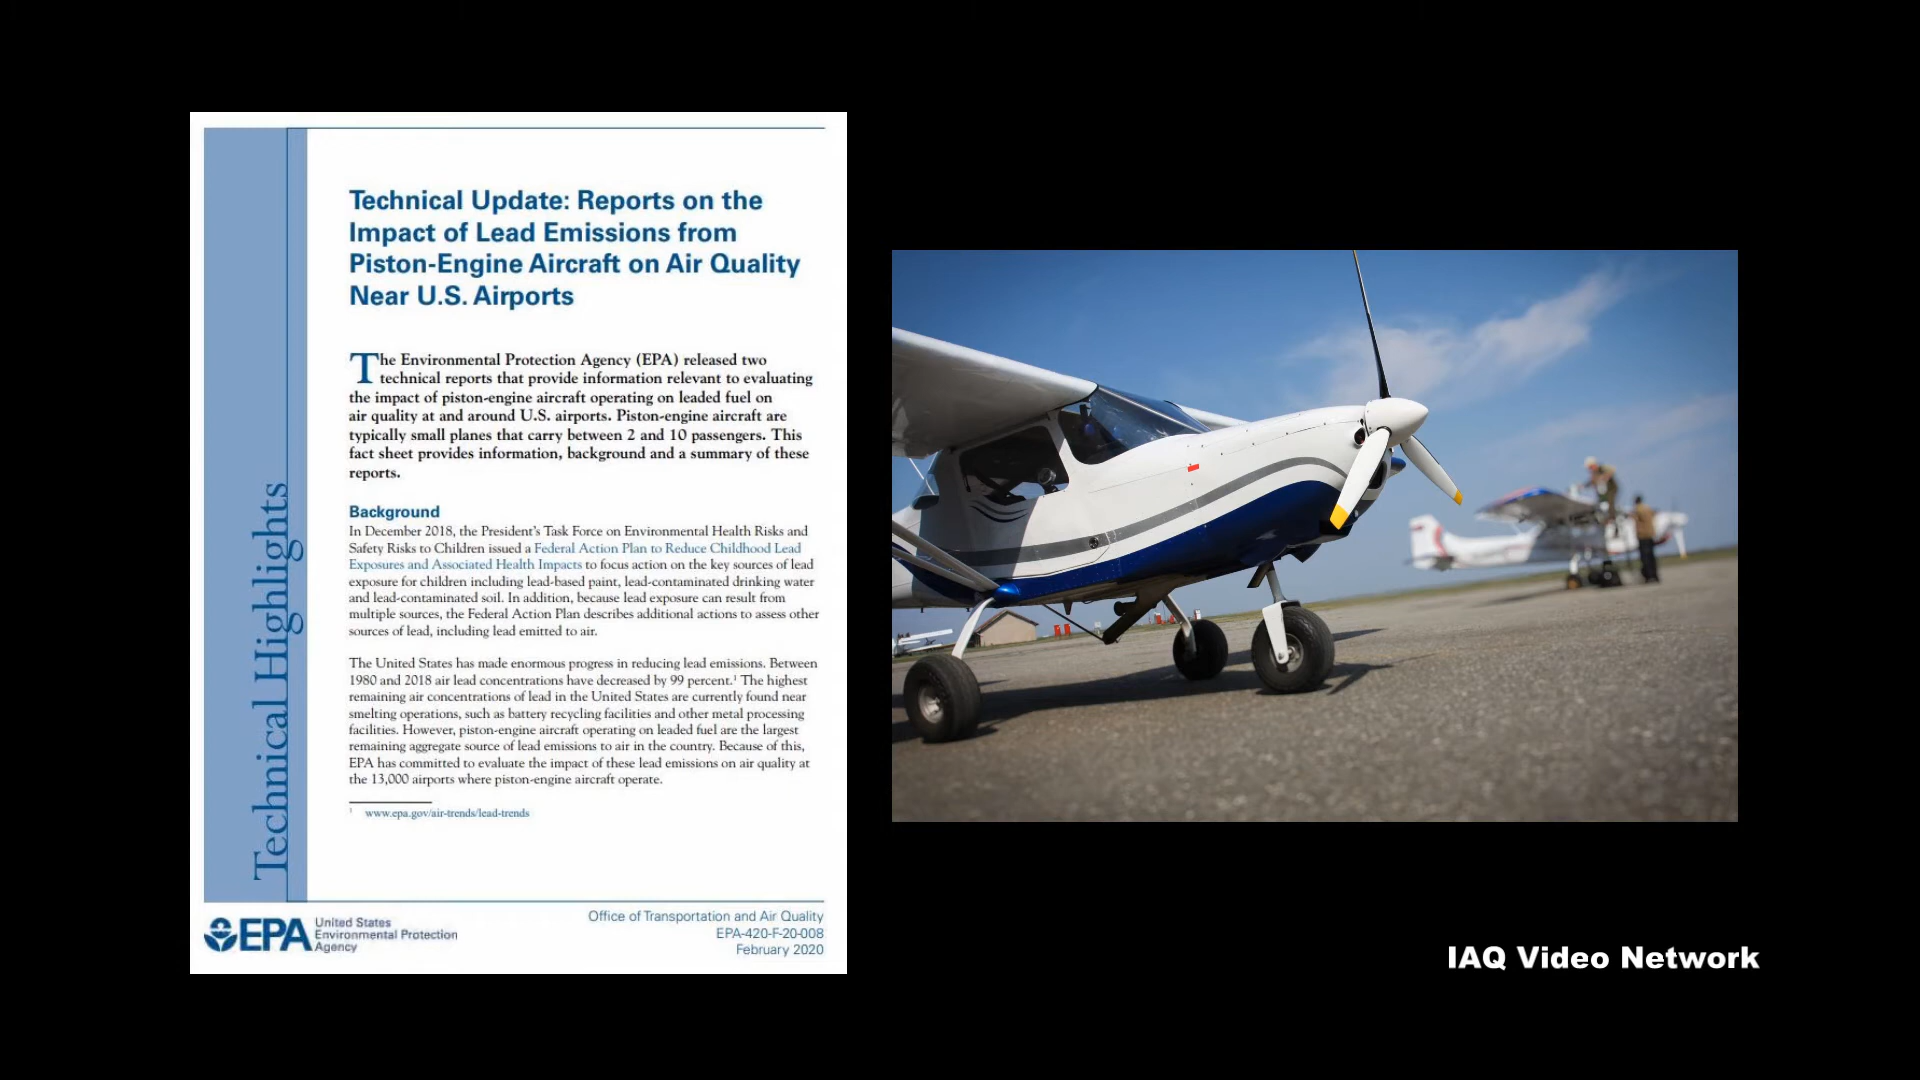 Technical Highlights
Technical Update: Reports on the
Impact of Lead Emissions from
Piston-Engine Aircraft on Air Quality
Near U.S. Airports
The Environmental Protection Agency (EPA) released two
technical reports that provide information relevant to evaluating
the impact of piston-engine aircraft operating on leaded fuel on
air quality at and around U.S. airports. Piston-engine aircraft are
typically small planes that carry between 2 and 10 passengers. This
fact sheet provides information, background and a summary of these
reports.
Background
In December 2018, the President's Task Force on Environmental Health Risks and
Safety Risks to Children issued a Federal Action Plan to Reduce Childhood Lead
Exposures and Associated Health Impacts to focus action on the key sources of lead
exposure for children including lead-based paint, lead-contaminated drinking water
and lead-contaminated soil. In addition, because lead exposure can result from
multiple sources, the Federal Action Plan describes additional actions to assess other
sources of lead, including lead emitted to air.
The United States has made enormous progress in reducing lead emissions. Between
1980 and 2018 air lead concentrations have decreased by 99 percent.¹ The highest
remaining air concentrations of lead in the United States are currently found near
smelting operations, such as battery recycling facilities and other metal processing
facilities. However, piston-engine aircraft operating on leaded fuel are the largest
remaining aggregate source of lead emissions to air in the country. Because of this,
EPA has committed to evaluate the impact of these lead emissions on air quality at
the 13,000 airports where piston-engine aircraft operate.
1 www.epa.gov/air-trends/lead-trends
EPA
United States
Environmental Protection
Agency
Office of Transportation and Air Quality
EPA-420-F-20-008
February 2020
IAQ Video Network